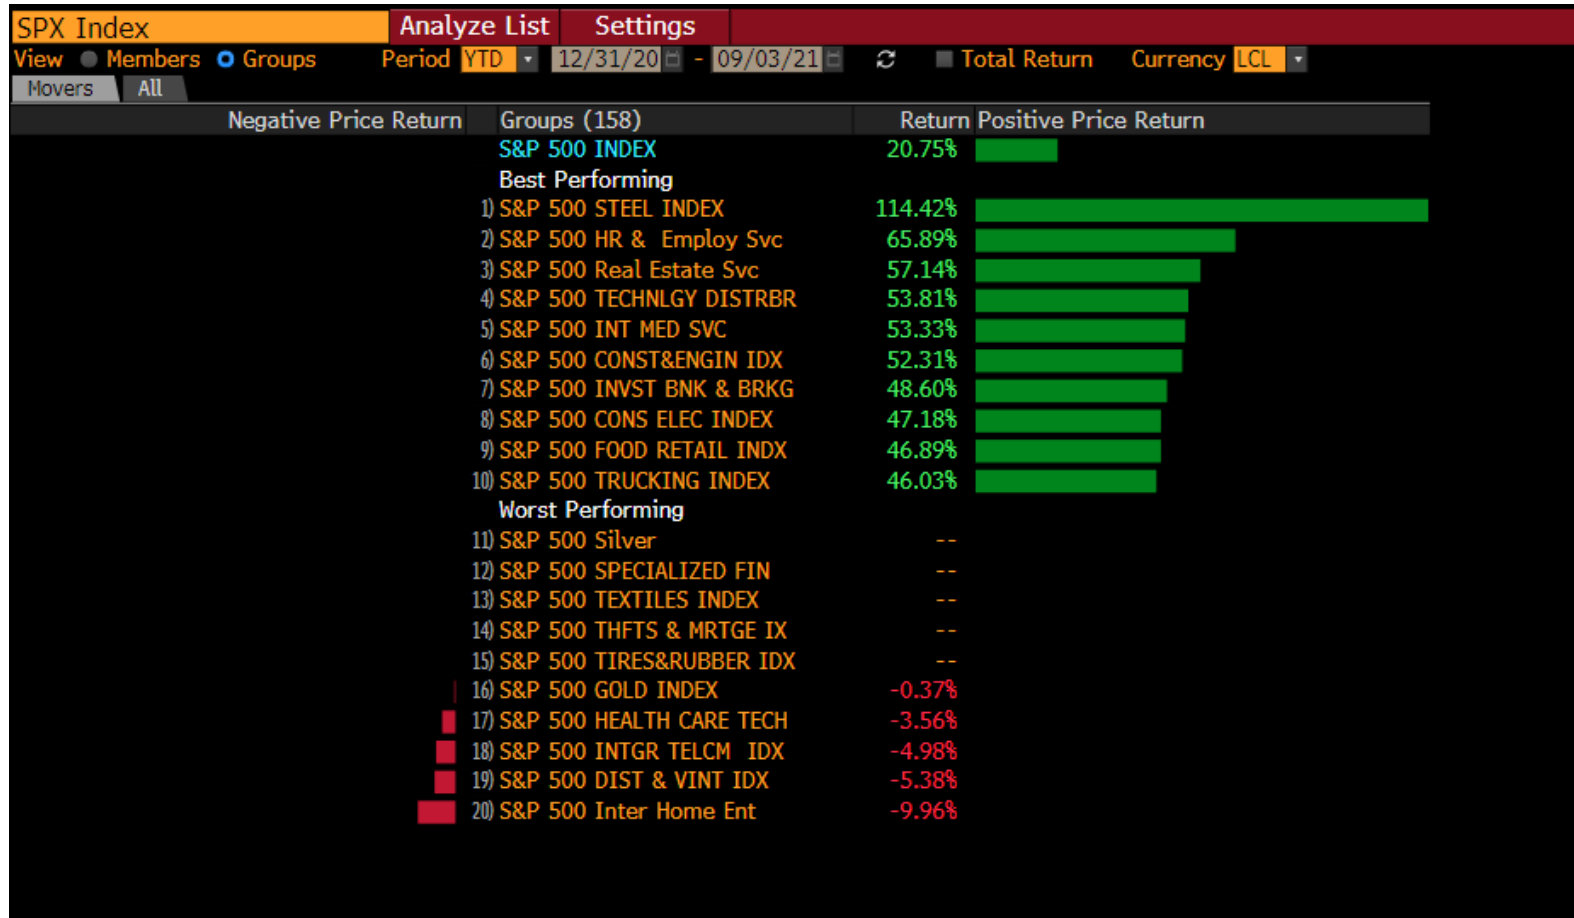 SPX Index Analyze List Settings
View Members Groups Period YTD 12/31/20 - 09/03/21 Total Return Currency LCL
Movers All
Negative Price Return Groups (158) Return Positive Price Return
S&P 500 INDEX 20.75%
Best Performing
1) S&P 500 STEEL INDEX 114.42%
2) S&P 500 HR & Employ Svc 65.89%
3) S&P 500 Real Estate Svc 57.14%
4) S&P 500 TECHNLGY DISTRBR 53.81%
5) S&P 500 INT MED SVC 53.33%
6) S&P 500 CONST&ENGIN IDX 52.31%
7) S&P 500 INVST BNK & BRKG 48.60%
8) S&P 500 CONS ELEC INDEX 47.18%
9) S&P 500 FOOD RETAIL INDX 46.89%
10) S&P 500 TRUCKING INDEX 46.03%
Worst Performing
11) S&P 500 Silver --
12) S&P 500 SPECIALIZED FIN --
13) S&P 500 TEXTILES INDEX --
14) S&P 500 THFTS & MRTGE IX --
15) S&P 500 TIRES&RUBBER IDX --
16) S&P 500 GOLD INDEX -0.37%
17) S&P 500 HEALTH CARE TECH -3.56%
18) S&P 500 INTGR TELCM IDX -4.98%
19) S&P 500 DIST & VINT IDX -5.38%
20) S&P 500 Inter Home Ent -9.96%